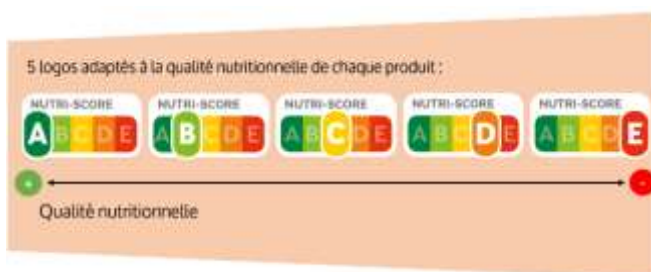 5 logos adaptés à la qualité nutritionnelle de chaque produit :
NUTRI-SCORE NUTRI-SCORE NUTRI-SCORE NUTRI-SCORE NUTRI-SCORE
A B C D E A B C D E A B C D E A B C D E A B C D E
+ -
Qualité nutritionnelle